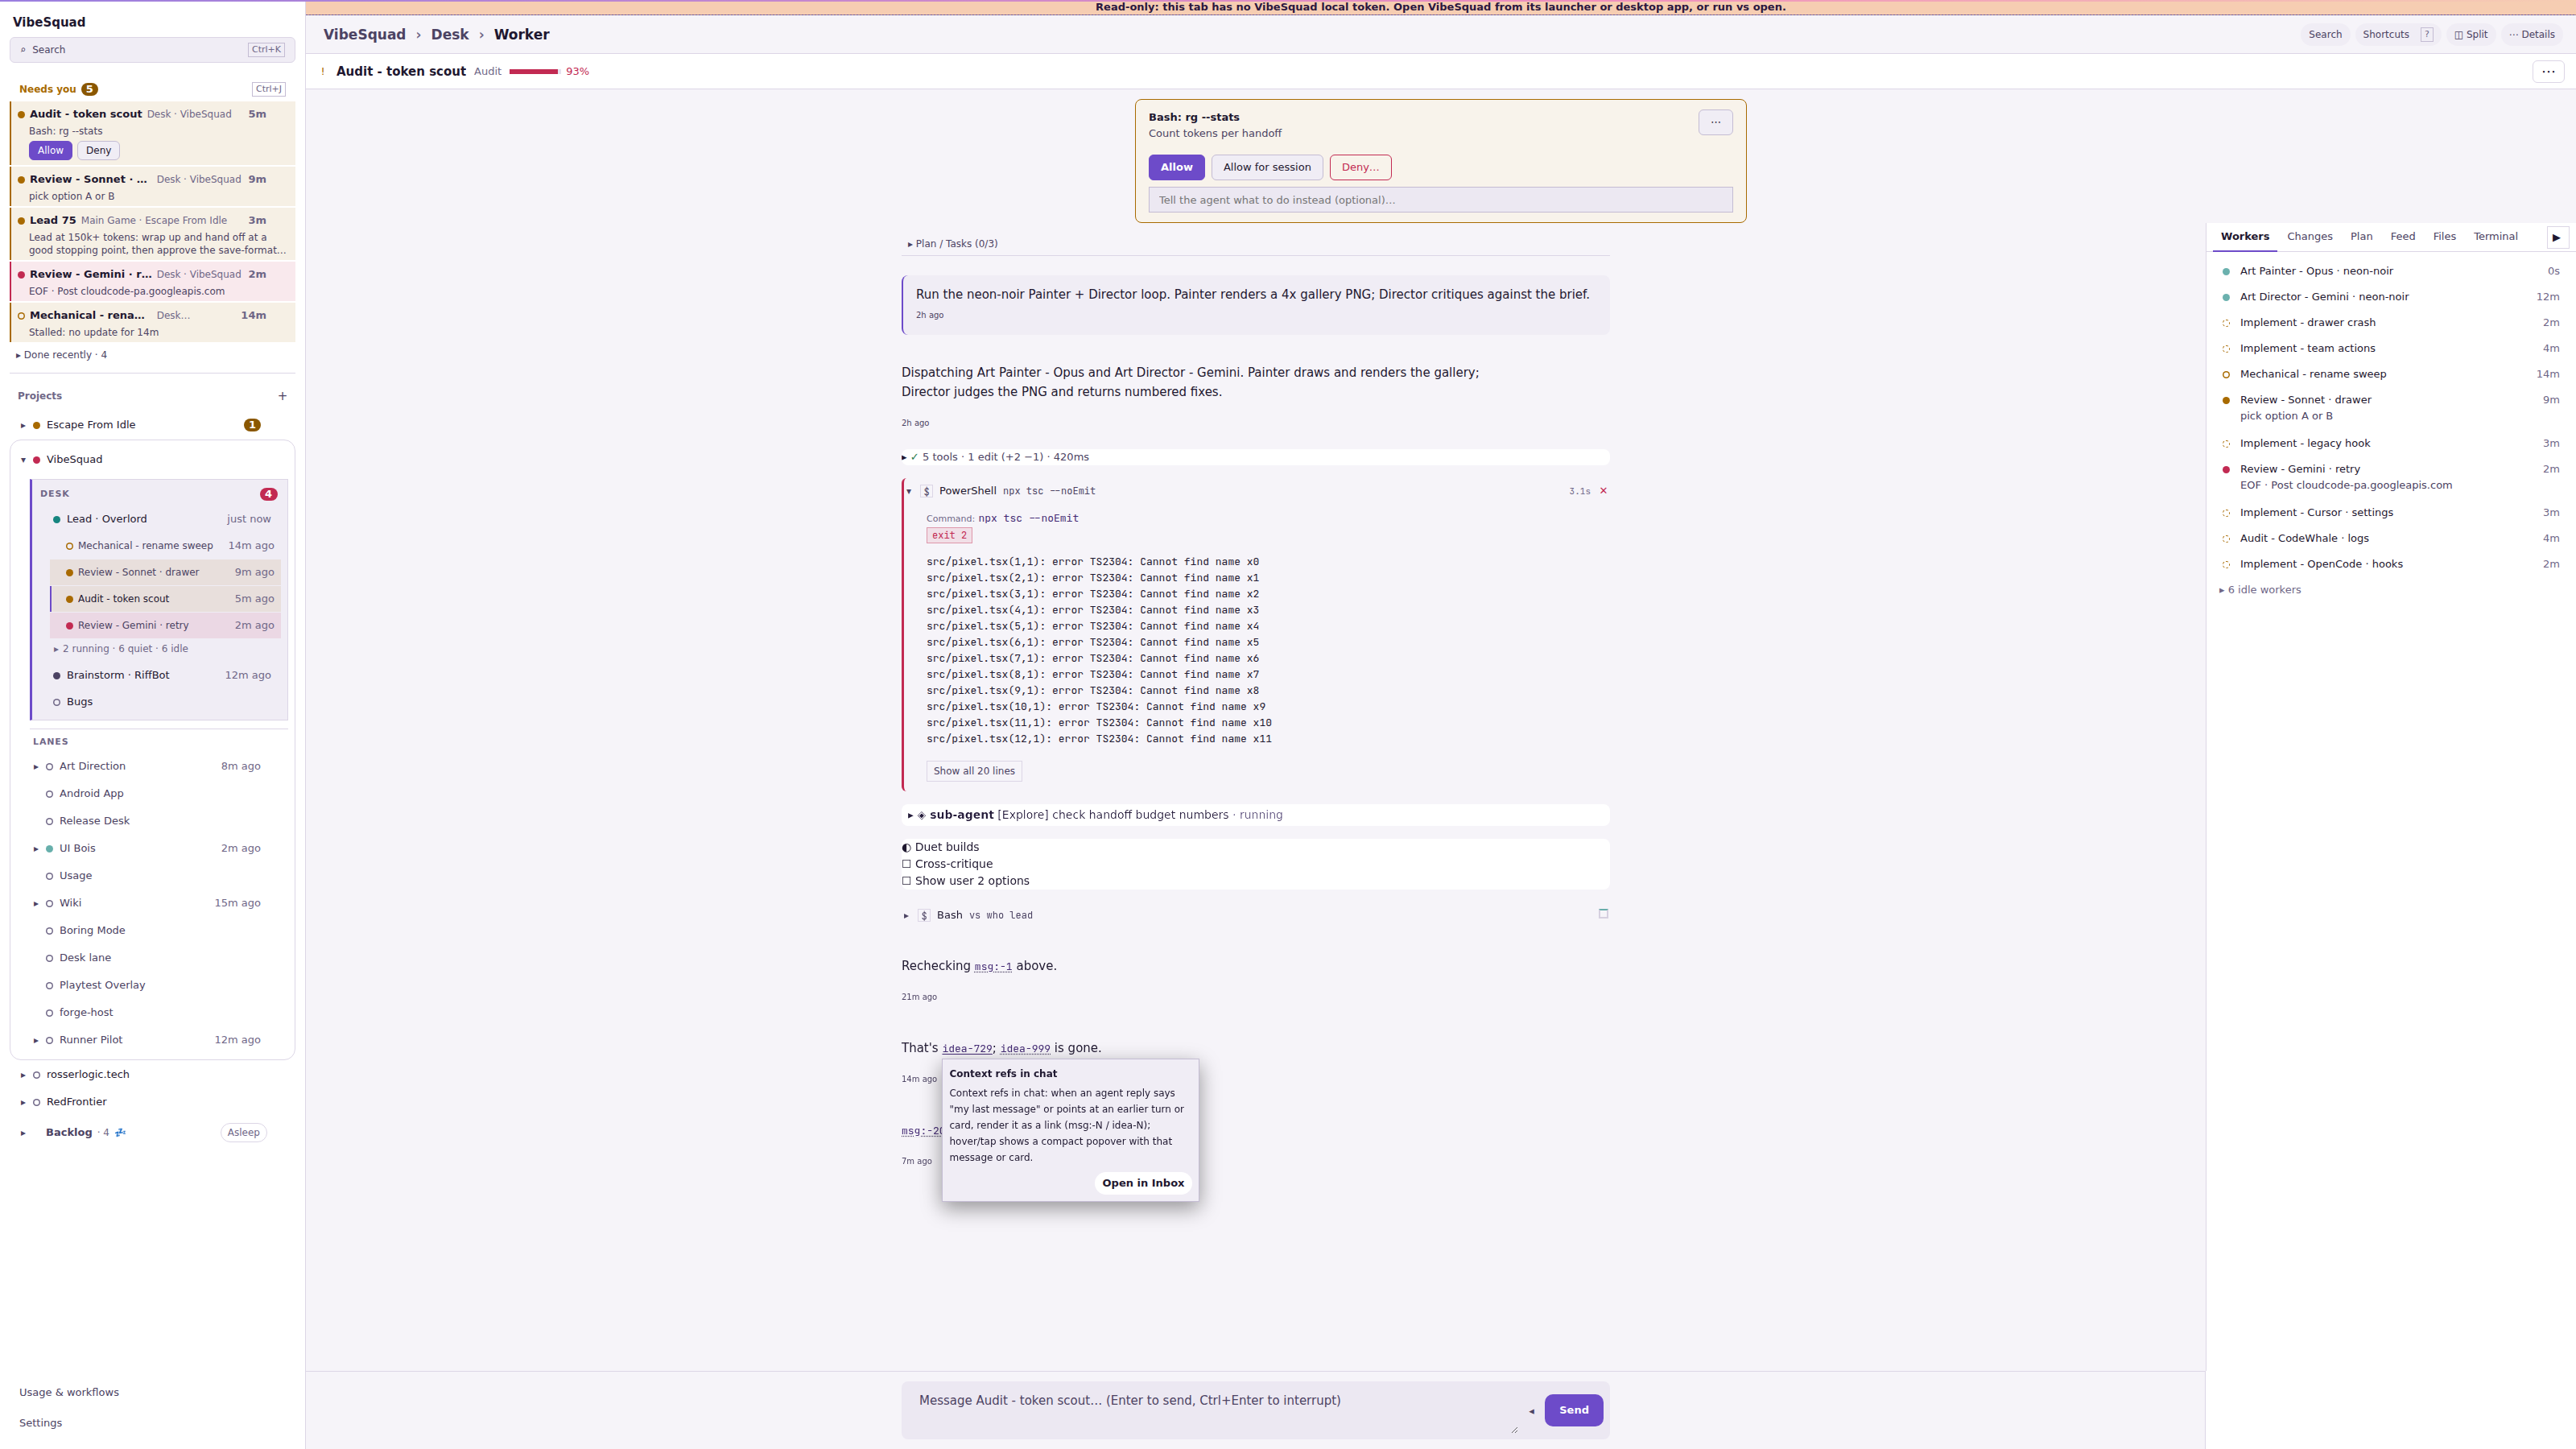 Read-only: this tab has no VibeSquad local token. Open VibeSquad from its launcher or desktop app, or run vs open.
VibeSquad
Search Ctrl+K
Needs you 5 Ctrl+J
Audit - token scout Desk · VibeSquad 5m
Bash: rg --stats
Allow Deny
Review - Sonnet · … Desk · VibeSquad 9m
pick option A or B
Lead 75 Main Game · Escape From Idle 3m
Lead at 150k+ tokens: wrap up and hand off at a
good stopping point, then approve the save-format…
Review - Gemini · r… Desk · VibeSquad 2m
EOF · Post cloudcode-pa.googleapis.com
Mechanical - rena… Desk… 14m
Stalled: no update for 14m
▸ Done recently · 4
Projects +
▸ Escape From Idle 1
▾ VibeSquad
DESK 4
Lead · Overlord just now
Mechanical - rename sweep 14m ago
Review - Sonnet · drawer 9m ago
Audit - token scout 5m ago
Review - Gemini · retry 2m ago
▸ 2 running · 6 quiet · 6 idle
Brainstorm · RiffBot 12m ago
Bugs
LANES
▸ Art Direction 8m ago
Android App
Release Desk
▸ UI Bois 2m ago
Usage
▸ Wiki 15m ago
Boring Mode
Desk lane
Playtest Overlay
forge-host
▸ Runner Pilot 12m ago
▸ rosserlogic.tech
▸ RedFrontier
▸ Backlog · 4 💤 Asleep
Usage & workflows
Settings
VibeSquad › Desk › Worker
Search Shortcuts ? ◫ Split ⋯ Details
! Audit - token scout Audit 93% ⋯
Bash: rg --stats ⋯
Count tokens per handoff
Allow Allow for session Deny…
Tell the agent what to do instead (optional)…
▸ Plan / Tasks (0/3)
Run the neon-noir Painter + Director loop. Painter renders a 4x gallery PNG; Director critiques against the brief.
2h ago
Dispatching Art Painter - Opus and Art Director - Gemini. Painter draws and renders the gallery;
Director judges the PNG and returns numbered fixes.
2h ago
▸ ✓ 5 tools · 1 edit (+2 −1) · 420ms
▾ $ PowerShell npx tsc --noEmit 3.1s ✕
Command: npx tsc --noEmit
exit 2
src/pixel.tsx(1,1): error TS2304: Cannot find name x0
src/pixel.tsx(2,1): error TS2304: Cannot find name x1
src/pixel.tsx(3,1): error TS2304: Cannot find name x2
src/pixel.tsx(4,1): error TS2304: Cannot find name x3
src/pixel.tsx(5,1): error TS2304: Cannot find name x4
src/pixel.tsx(6,1): error TS2304: Cannot find name x5
src/pixel.tsx(7,1): error TS2304: Cannot find name x6
src/pixel.tsx(8,1): error TS2304: Cannot find name x7
src/pixel.tsx(9,1): error TS2304: Cannot find name x8
src/pixel.tsx(10,1): error TS2304: Cannot find name x9
src/pixel.tsx(11,1): error TS2304: Cannot find name x10
src/pixel.tsx(12,1): error TS2304: Cannot find name x11
Show all 20 lines
▸ ◈ sub-agent [Explore] check handoff budget numbers · running
◐ Duet builds
☐ Cross-critique
☐ Show user 2 options
▸ $ Bash vs who lead
Rechecking msg:-1 above.
21m ago
That's idea-729; idea-999 is gone.
14m ago
Context refs in chat
Context refs in chat: when an agent reply says
"my last message" or points at an earlier turn or
card, render it as a link (msg:-N / idea-N);
hover/tap shows a compact popover with that
message or card.
Open in Inbox
7m ago
Message Audit - token scout… (Enter to send, Ctrl+Enter to interrupt)
◂ Send
Workers Changes Plan Feed Files Terminal ▶
Art Painter - Opus · neon-noir 0s
Art Director - Gemini · neon-noir 12m
Implement - drawer crash 2m
Implement - team actions 4m
Mechanical - rename sweep 14m
Review - Sonnet · drawer 9m
pick option A or B
Implement - legacy hook 3m
Review - Gemini · retry 2m
EOF · Post cloudcode-pa.googleapis.com
Implement - Cursor · settings 3m
Audit - CodeWhale · logs 4m
Implement - OpenCode · hooks 2m
▸ 6 idle workers